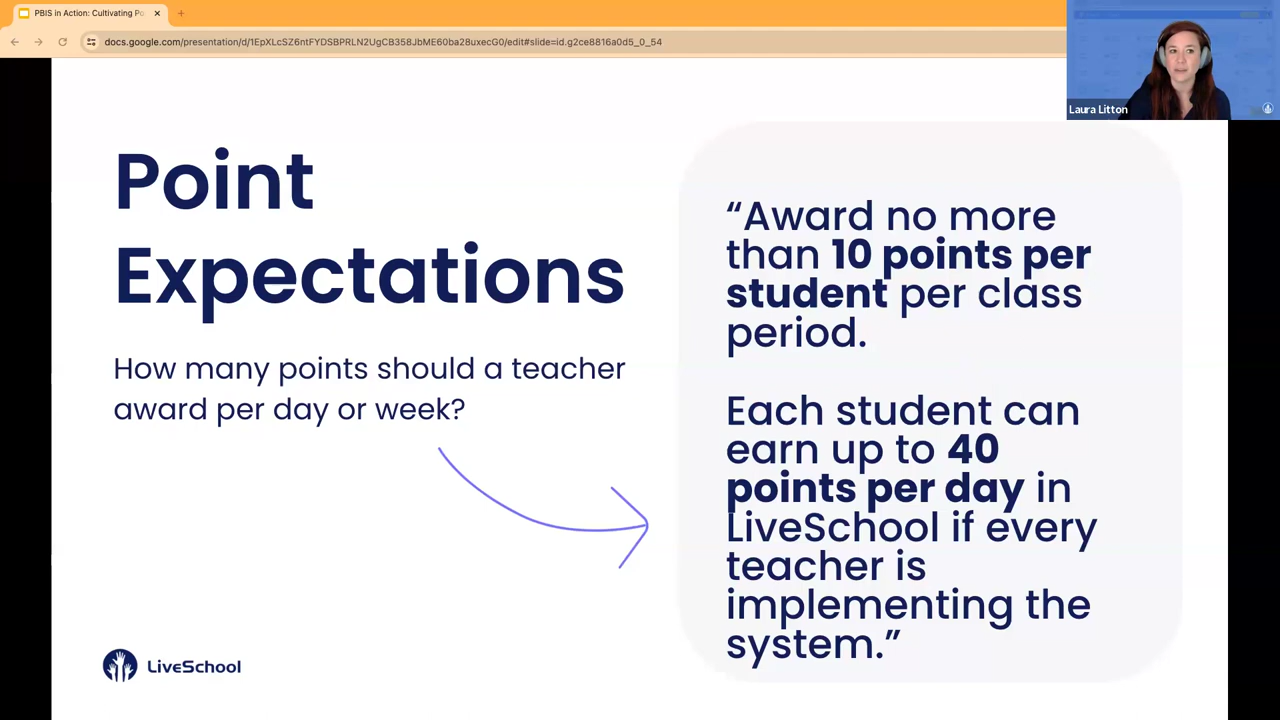 PBIS in Action: Cultivating Po
docs.google.com/presentation/d/1EpXLcSZ6ntFYDSBPRLN2UgCB358JbME60ba28uxecG0/edit#slide=id.g2ce8816a0d5_0_54
Laura Litton
Point
Expectations
How many points should a teacher
award per day or week?
“Award no more
than 10 points per
student per class
period.
Each student can
earn up to 40
points per day in
LiveSchool if every
teacher is
implementing the
system.”
LiveSchool